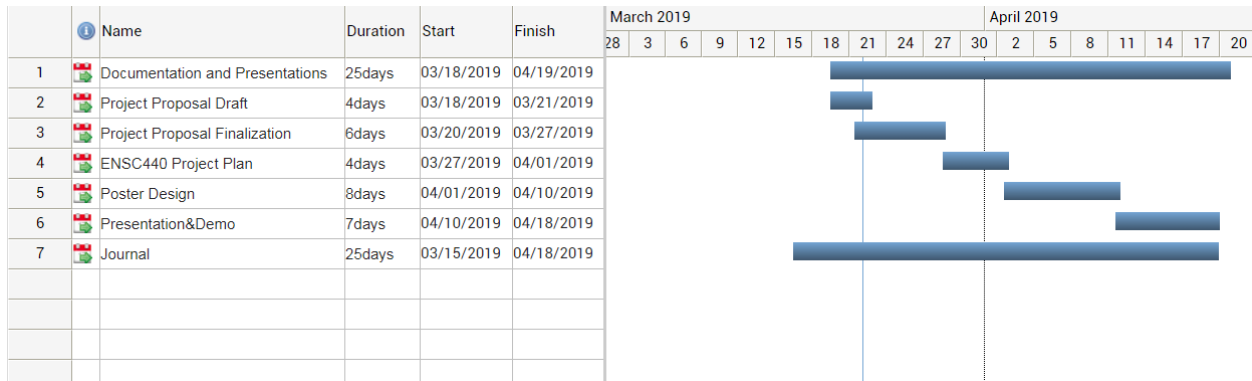 Name Duration Start Finish March 2019 April 2019
28 3 6 9 12 15 18 21 24 27 30 2 5 8 11 14 17 20
1 Documentation and Presentations 25days 03/18/2019 04/19/2019
2 Project Proposal Draft 4days 03/18/2019 03/21/2019
3 Project Proposal Finalization 6days 03/20/2019 03/27/2019
4 ENSC440 Project Plan 4days 03/27/2019 04/01/2019
5 Poster Design 8days 04/01/2019 04/10/2019
6 Presentation&Demo 7days 04/10/2019 04/18/2019
7 Journal 25days 03/15/2019 04/18/2019